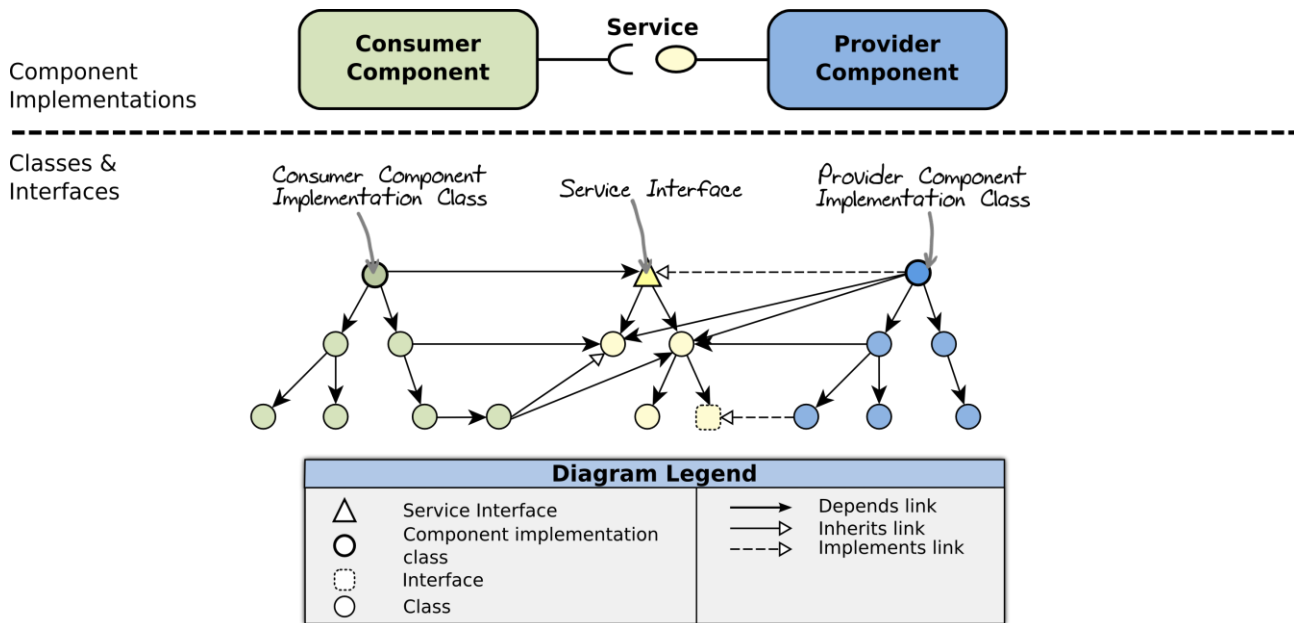 Component
Implementations
Consumer
Component
Service
Provider
Component
Classes &
Interfaces
Consumer Component
Implementation Class
Service Interface
Provider Component
Implementation Class
Diagram Legend
Service Interface
Component implementation
class
Interface
Class
Depends link
Inherits link
Implements link